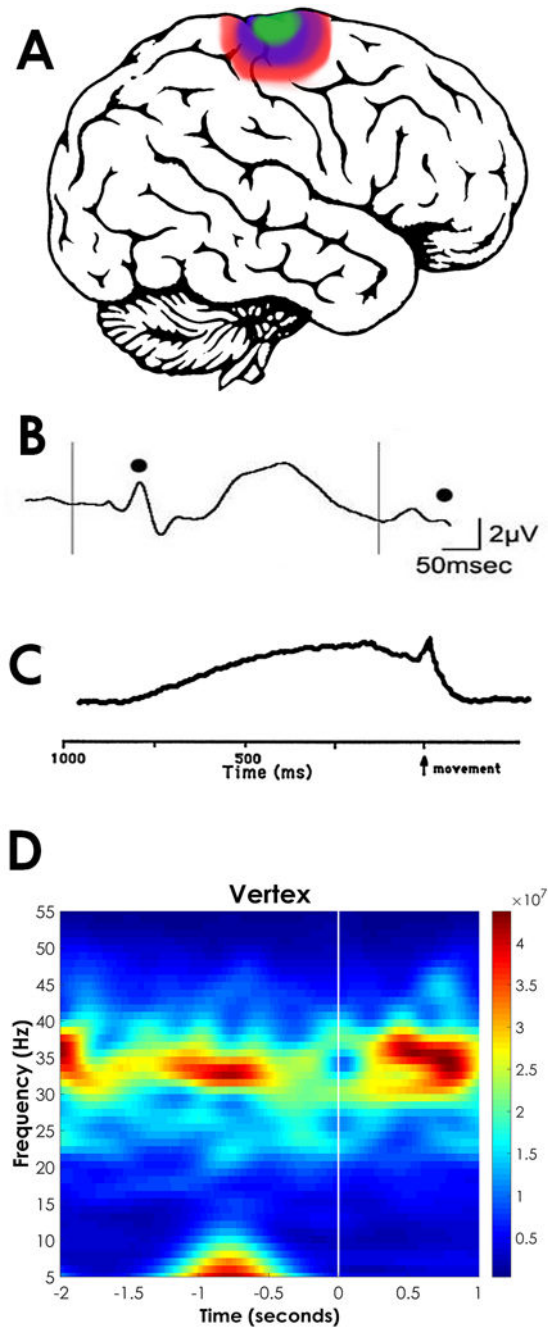 A
B
2μV
50msec
C
1000
500
Time (ms)
movement
D
Vertex
×10⁷
55
50
45
40
35
30
25
20
15
10
5
Frequency (Hz)
-2
-1.5
-1
-0.5
0
0.5
1
Time (seconds)
4
3.5
3
2.5
2
1.5
1
0.5